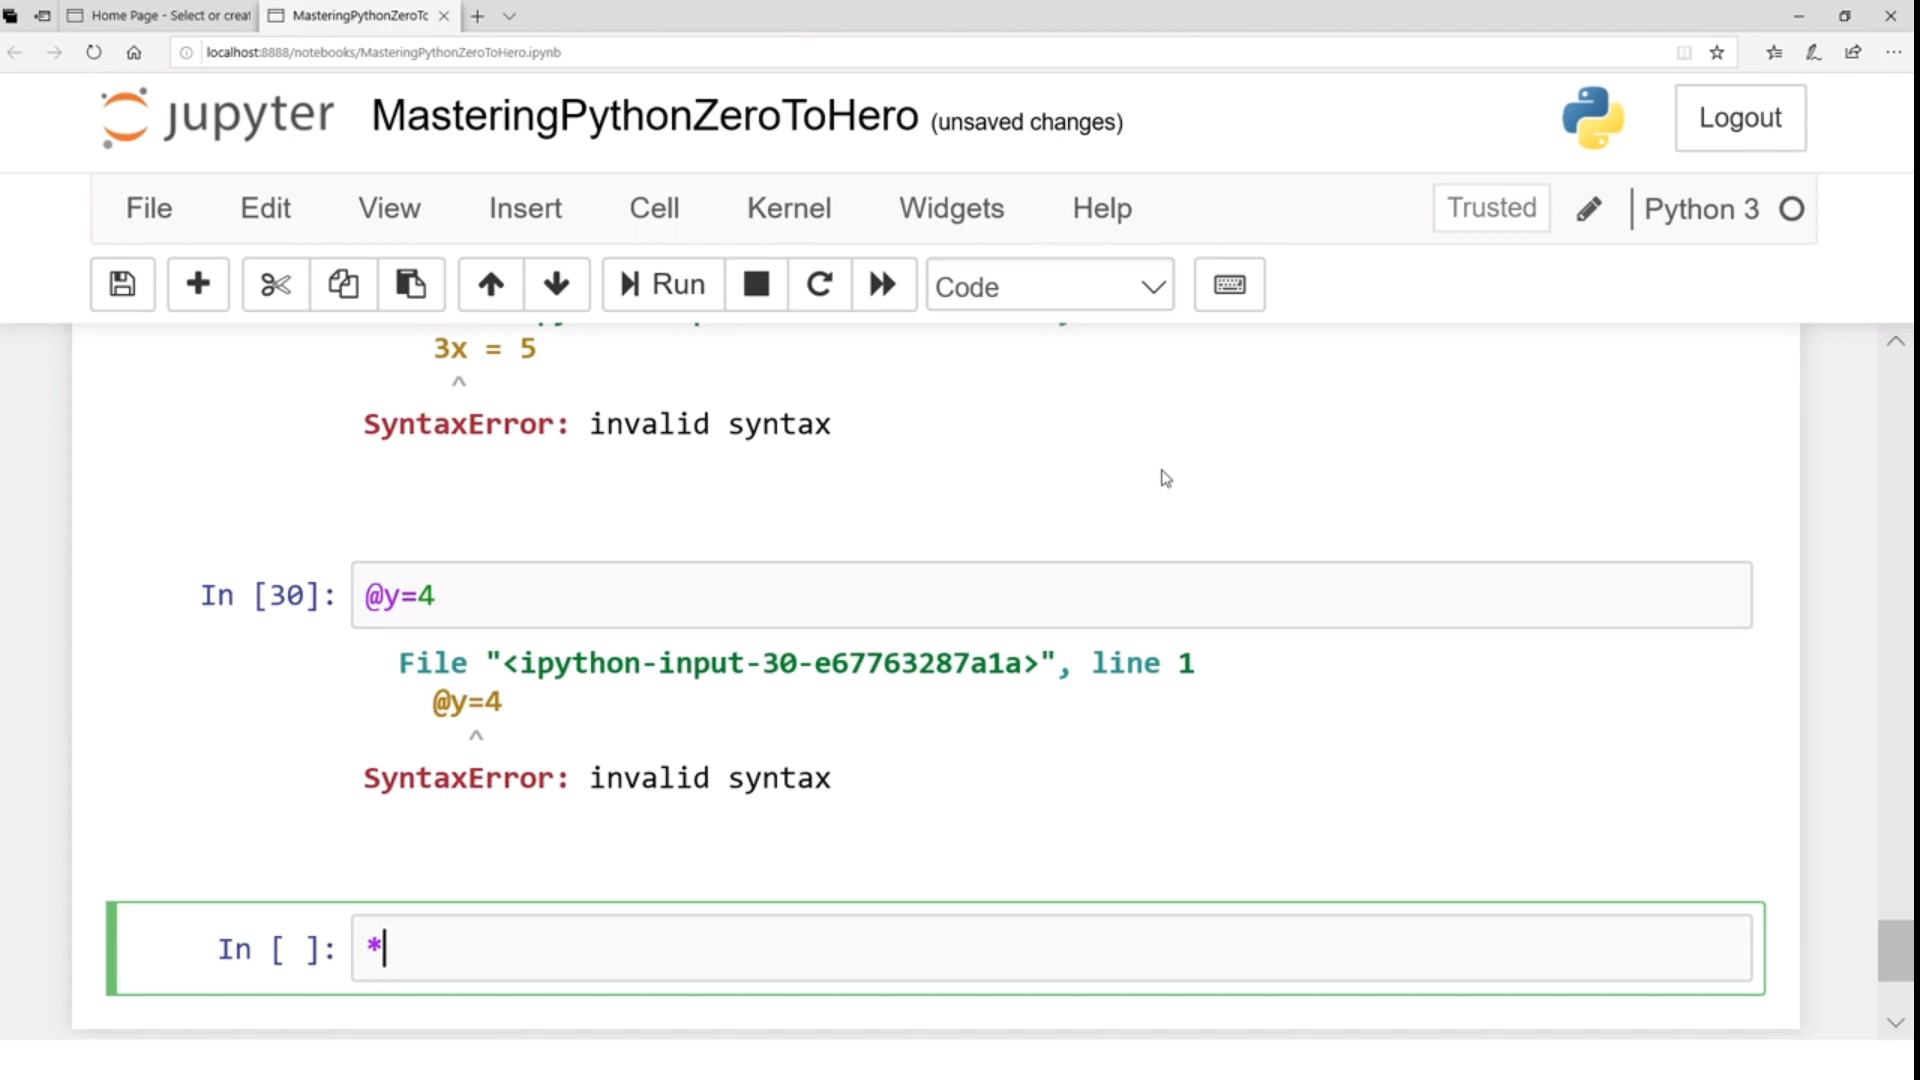 Home Page - Select or creat
MasteringPythonZeroTc
localhost:8888/notebooks/MasteringPythonZeroToHero.ipynb
jupyter MasteringPythonZeroToHero (unsaved changes)
Logout
File Edit View Insert Cell Kernel Widgets Help Trusted Python 3
Run Code
3x = 5
^
SyntaxError: invalid syntax
In [30]: @y=4
File "<ipython-input-30-e67763287a1a>", line 1
@y=4
^
SyntaxError: invalid syntax
In [ ]: *